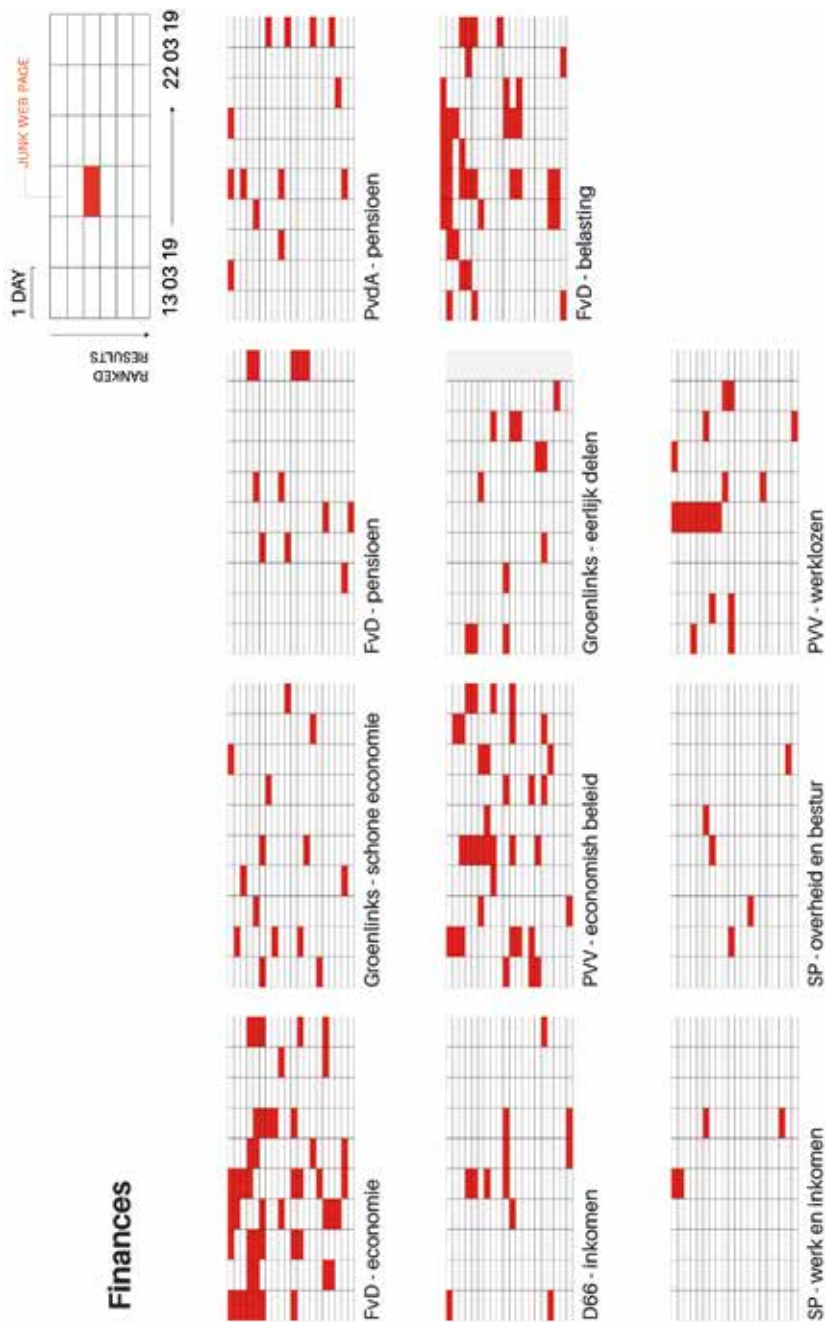 Finances
1 DAY
JUNK WEB PAGE
RANKED
RESULTS
13 03 19
22 03 19
FvD - economie
Groenlinks - schone economie
FvD - pensioen
PvdA - pensioen
D66 - inkomen
PVV - economish beleid
Groenlinks - eerlijk delen
FvD - belasting
SP - werk en inkomen
SP - overheid en bestur
PVV - werklozen